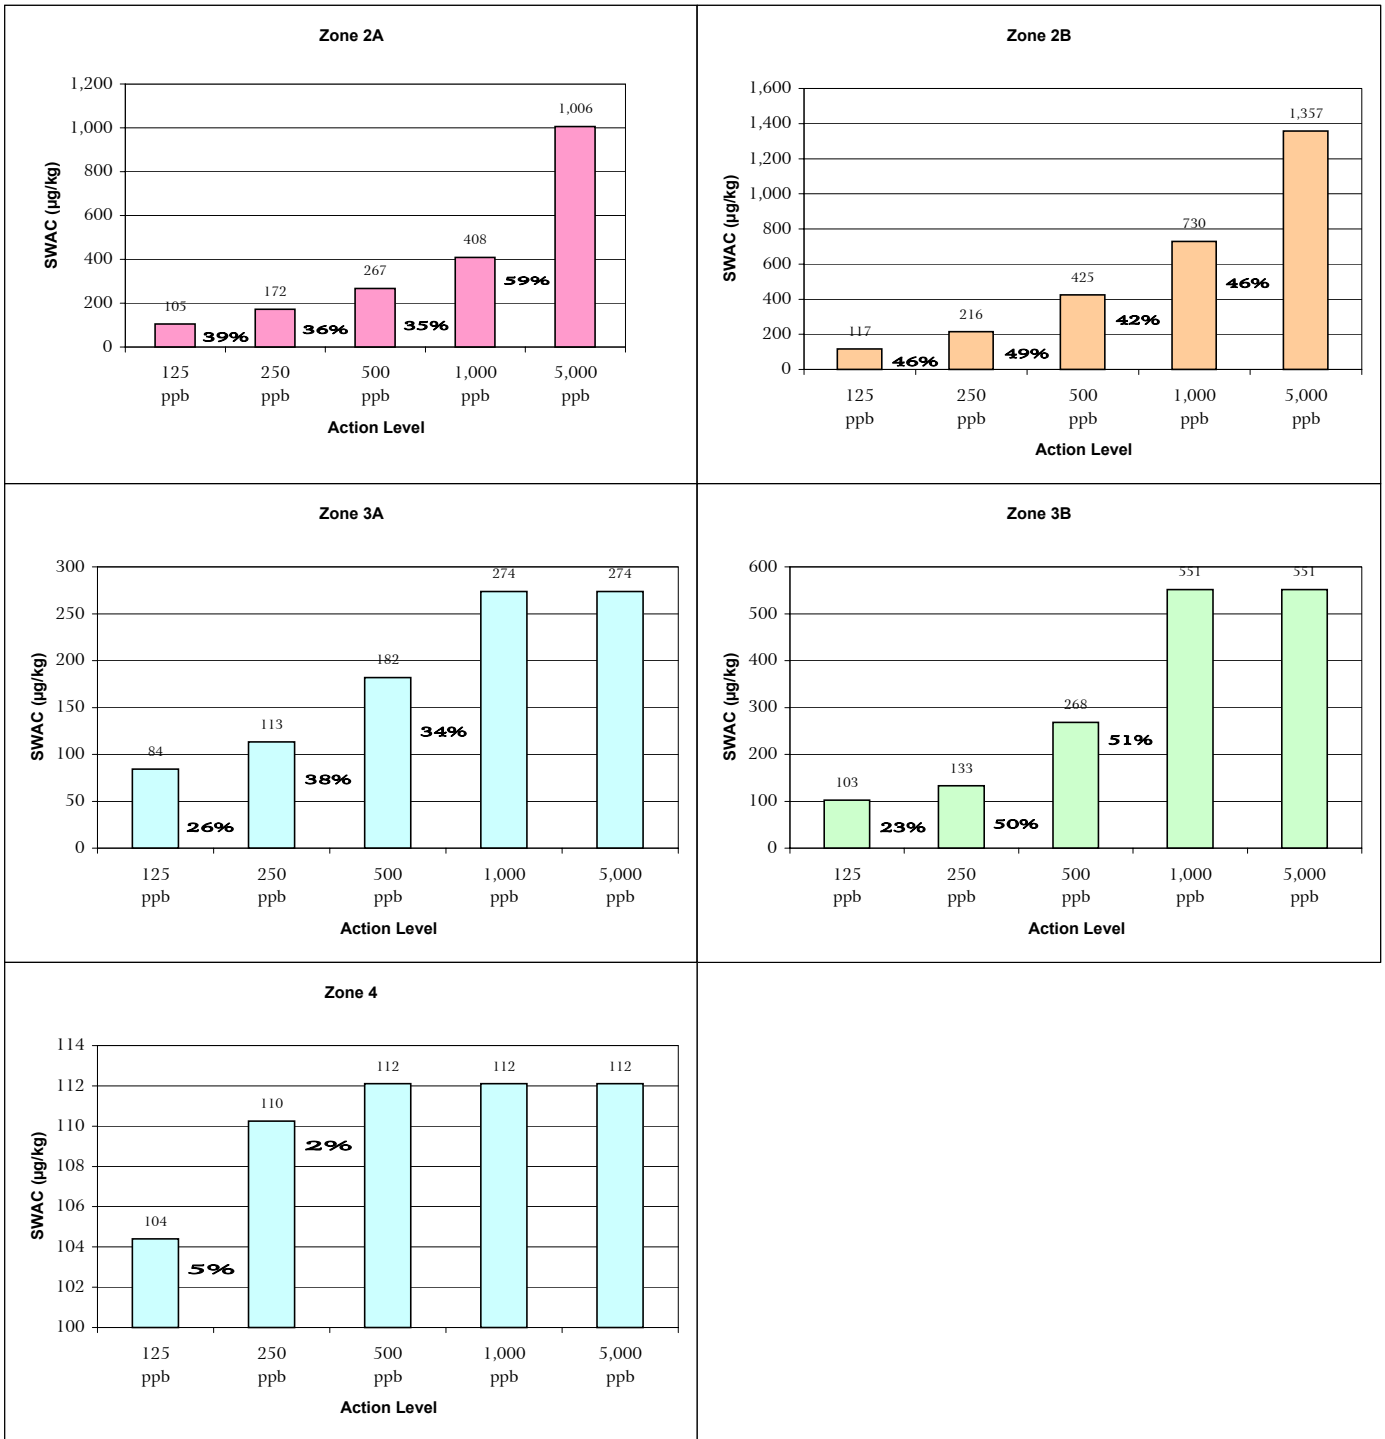 Zone 2A
1,200
1,000
800
600
400
200
0
SWAC (µg/kg)
105
172
267
408
1,006
39%
36%
35%
59%
125 ppb
250 ppb
500 ppb
1,000 ppb
5,000 ppb
Action Level
Zone 2B
1,600
1,400
1,200
1,000
800
600
400
200
0
SWAC (µg/kg)
117
216
425
730
1,357
46%
49%
42%
46%
125 ppb
250 ppb
500 ppb
1,000 ppb
5,000 ppb
Action Level
Zone 3A
300
250
200
150
100
50
0
SWAC (µg/kg)
84
113
182
274
274
26%
38%
34%
125 ppb
250 ppb
500 ppb
1,000 ppb
5,000 ppb
Action Level
Zone 3B
600
500
400
300
200
100
0
SWAC (µg/kg)
103
133
268
551
551
23%
50%
51%
125 ppb
250 ppb
500 ppb
1,000 ppb
5,000 ppb
Action Level
Zone 4
114
112
110
108
106
104
102
100
SWAC (µg/kg)
104
110
112
112
112
5%
2%
125 ppb
250 ppb
500 ppb
1,000 ppb
5,000 ppb
Action Level